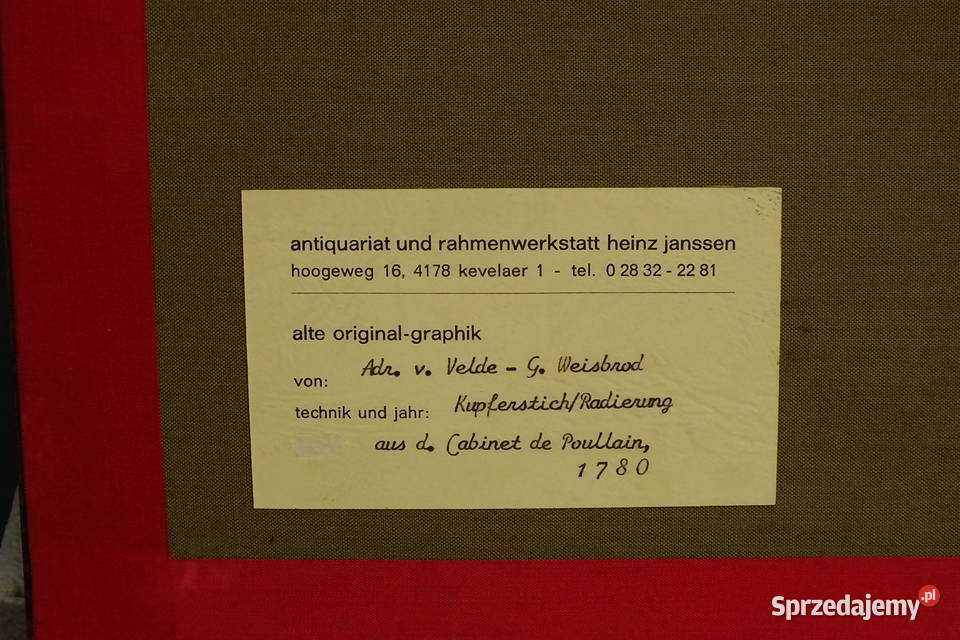 antiquariat und rahmenwerkstatt heinz janssen
hoogeweg 16, 4178 kevelaer 1 - tel. 0 28 32 - 22 81
alte original-graphik
von: Adr. v. Velde - G. Weisbrod
technik und jahr: Kupferstich/Radierung
aus d. Cabinet de Poullain,
1780
Sprzedajemy.pl